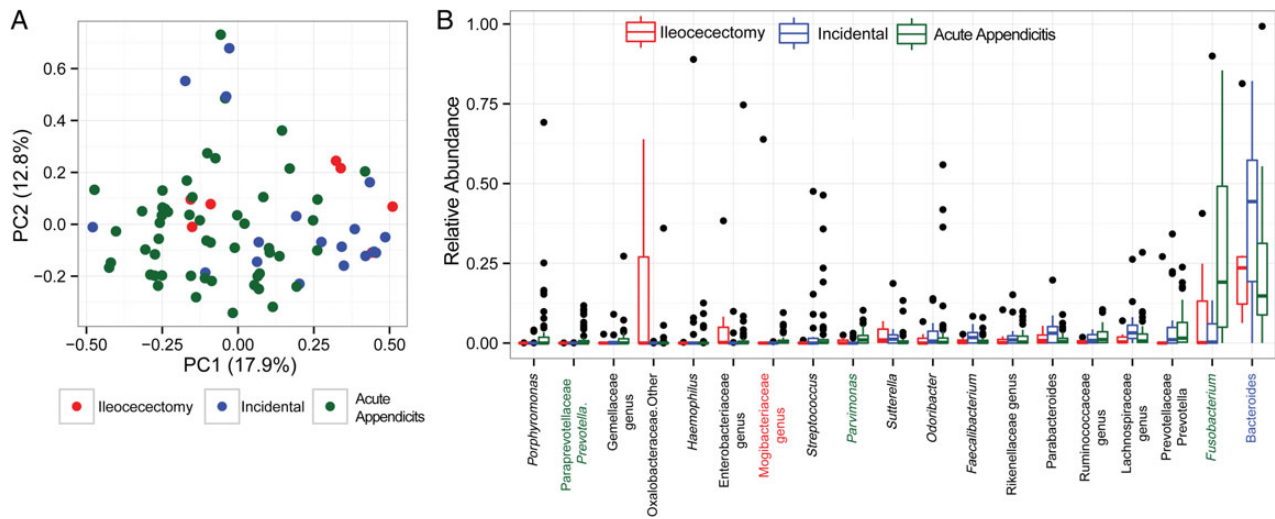 A
PC2 (12.8%)
0.6
0.4
0.2
0.0
−0.2
−0.50
−0.25
0.00
0.25
0.50
PC1 (17.9%)
Ileocecectomy
Incidental
Acute
Appendicits
B
Ileocecectomy
Incidental
Acute Appendicitis
Relative Abundance
1.00
0.75
0.50
0.25
0.00
Porphyromonas
Paraprevotellaceae
Prevotella.
Gemellaceae
genus
Oxalobacteraceae.Other
Haemophilus
Enterobacteriaceae
genus
Mogibacteriaceae
genus
Streptococcus
Parvimonas
Sutterella
Odoribacter
Faecalibacterium
Rikenellaceae genus
Parabacteroides
Ruminococcaceae
genus
Lachnospiraceae
genus
Prevotellaceae
Prevotella
Fusobacterium
Bacteroides